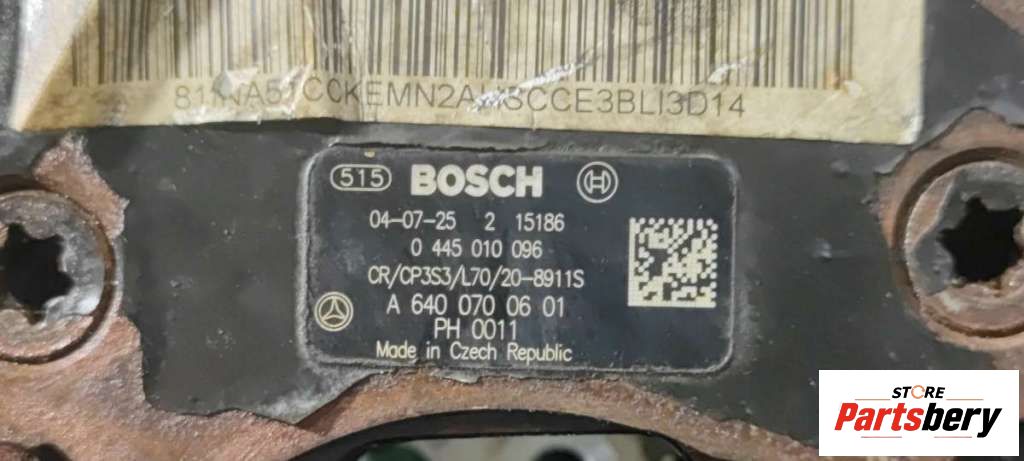 515 BOSCH
04-07-25 2 15186
0 445 010 096
CR/CP3S3/L70/20-8911S
A 640 070 06 01
PH 0011
Made in Czech Republic
STORE
Partsbery